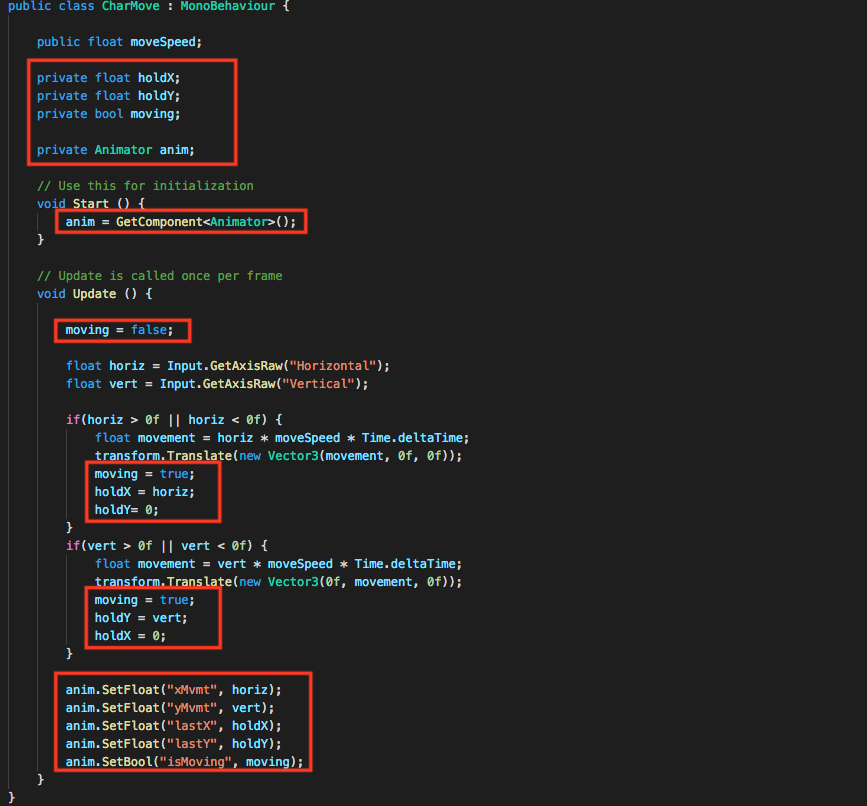 public class CharMove : MonoBehaviour {
public float moveSpeed;
private float holdX;
private float holdY;
private bool moving;
private Animator anim;
// Use this for initialization
void Start () {
anim = GetComponent<Animator>();
}
// Update is called once per frame
void Update () {
moving = false;
float horiz = Input.GetAxisRaw("Horizontal");
float vert = Input.GetAxisRaw("Vertical");
if(horiz > 0f || horiz < 0f) {
float movement = horiz * moveSpeed * Time.deltaTime;
transform.Translate(new Vector3(movement, 0f, 0f));
moving = true;
holdX = horiz;
holdY= 0;
}
if(vert > 0f || vert < 0f) {
float movement = vert * moveSpeed * Time.deltaTime;
transform.Translate(new Vector3(0f, movement, 0f));
moving = true;
holdY = vert;
holdX = 0;
}
anim.SetFloat("xMvmt", horiz);
anim.SetFloat("yMvmt", vert);
anim.SetFloat("lastX", holdX);
anim.SetFloat("lastY", holdY);
anim.SetBool("isMoving", moving);
}
}